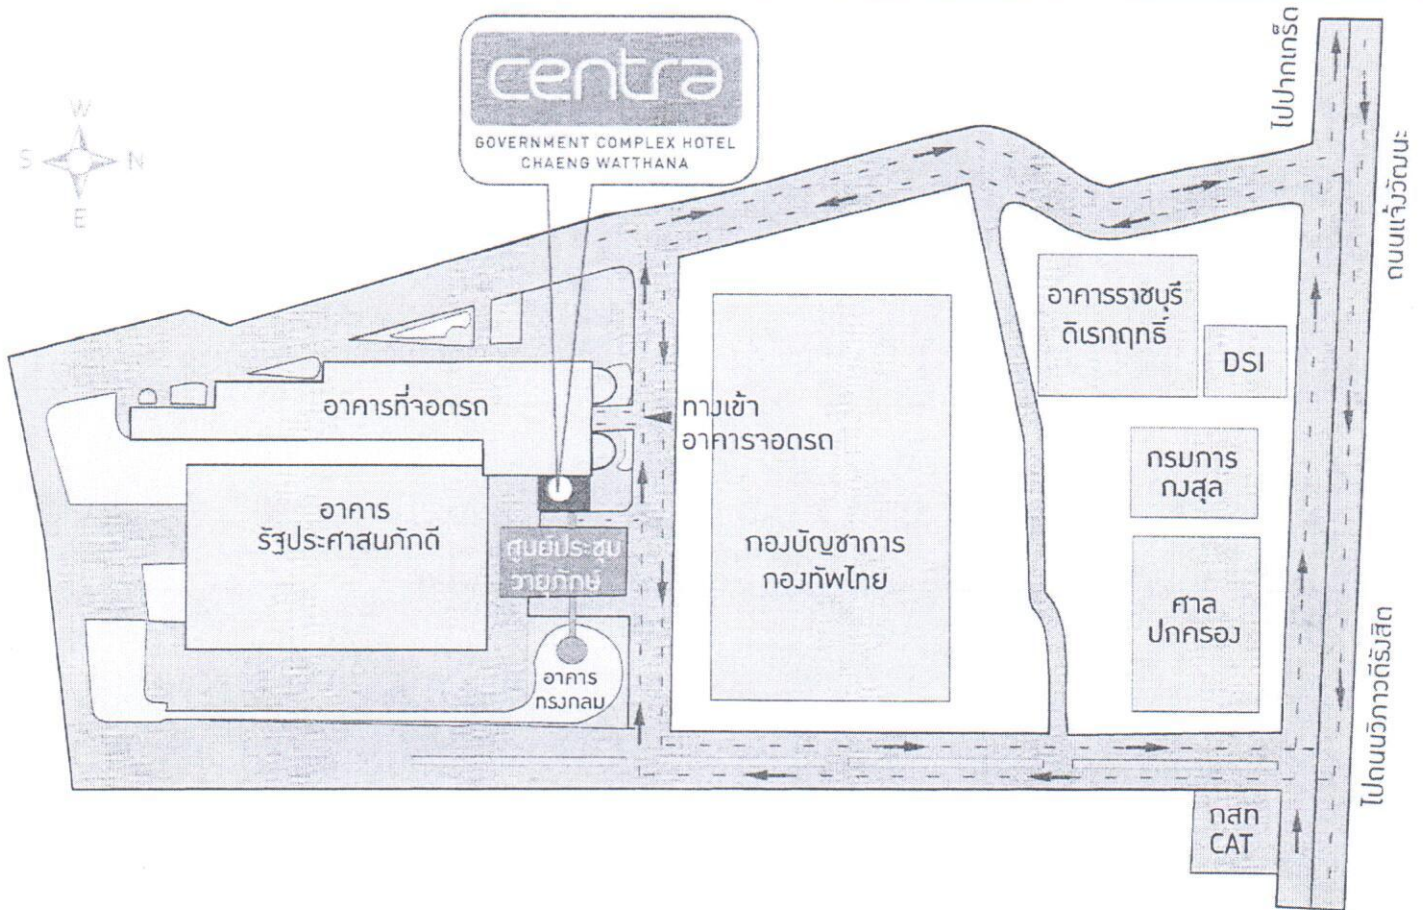 centra
GOVERNMENT COMPLEX HOTEL
CHAENG WATTHANA
W
S
N
E
ไปปากเกร็ด
ถนนแจ้งวัฒนะ
อาคารราชบุรี
ดิเรกฤทธิ์
DSI
อาคารที่จอดรถ
ทางเข้า
อาคารจอดรถ
กรมการ
กงสุล
อาคาร
รัฐประศาสนภักดี
ศูนย์ประชุม
วายุภักษ์
กองบัญชาการ
กองทัพไทย
ศาล
ปกครอง
อาคาร
ทรงกลม
ไปถนนวิภาวดีรังสิต
กสท
CAT